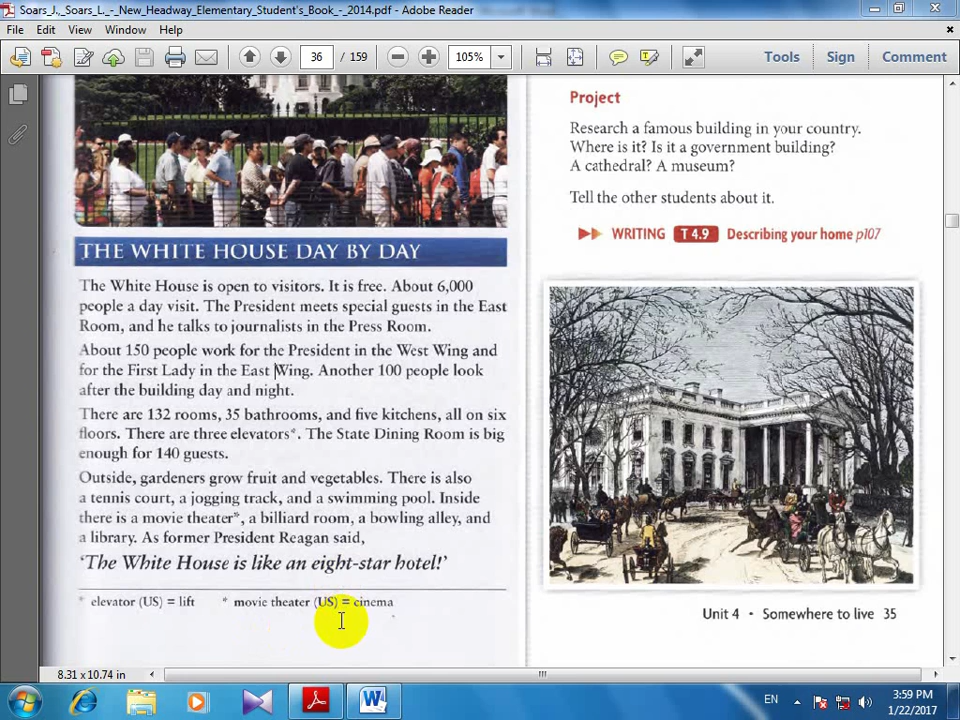 Soars_J.,_Soars_L._-_New_Headway_Elementary_Student's_Book_-_2014.pdf - Adobe Reader
File Edit View Window Help
36 / 159 105% Tools Sign Comment
THE WHITE HOUSE DAY BY DAY
The White House is open to visitors. It is free. About 6,000
people a day visit. The President meets special guests in the East
Room, and he talks to journalists in the Press Room.
About 150 people work for the President in the West Wing and
for the First Lady in the East Wing. Another 100 people look
after the building day and night.
There are 132 rooms, 35 bathrooms, and five kitchens, all on six
floors. There are three elevators*. The State Dining Room is big
enough for 140 guests.
Outside, gardeners grow fruit and vegetables. There is also
a tennis court, a jogging track, and a swimming pool. Inside
there is a movie theater*, a billiard room, a bowling alley, and
a library. As former President Reagan said,
'The White House is like an eight-star hotel!'
* elevator (US) = lift * movie theater (US) = cinema
Project
Research a famous building in your country.
Where is it? Is it a government building?
A cathedral? A museum?
Tell the other students about it.
WRITING T 4.9 Describing your home p107
Unit 4 • Somewhere to live 35
8.31 x 10.74 in
EN 3:59 PM
1/22/2017